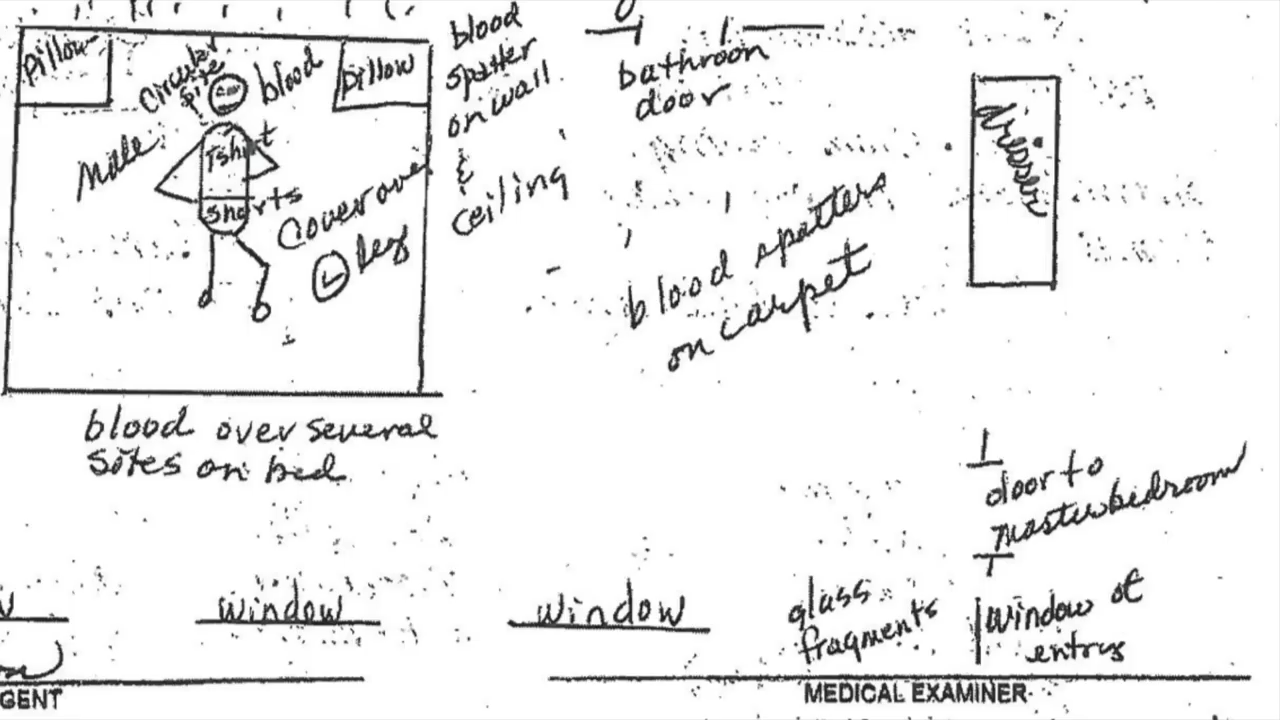 Pillow
Circular
blood
Pillow
Male
Tshirt
Shorts
Cover over
L leg
blood over several
sites on bed
blood
spatter
on wall
&
ceiling
bathroom
door
blood spatters
on carpet
dresser
door to
master bedroom
window
window
glass
fragments
window of
entry
GENT
MEDICAL EXAMINER